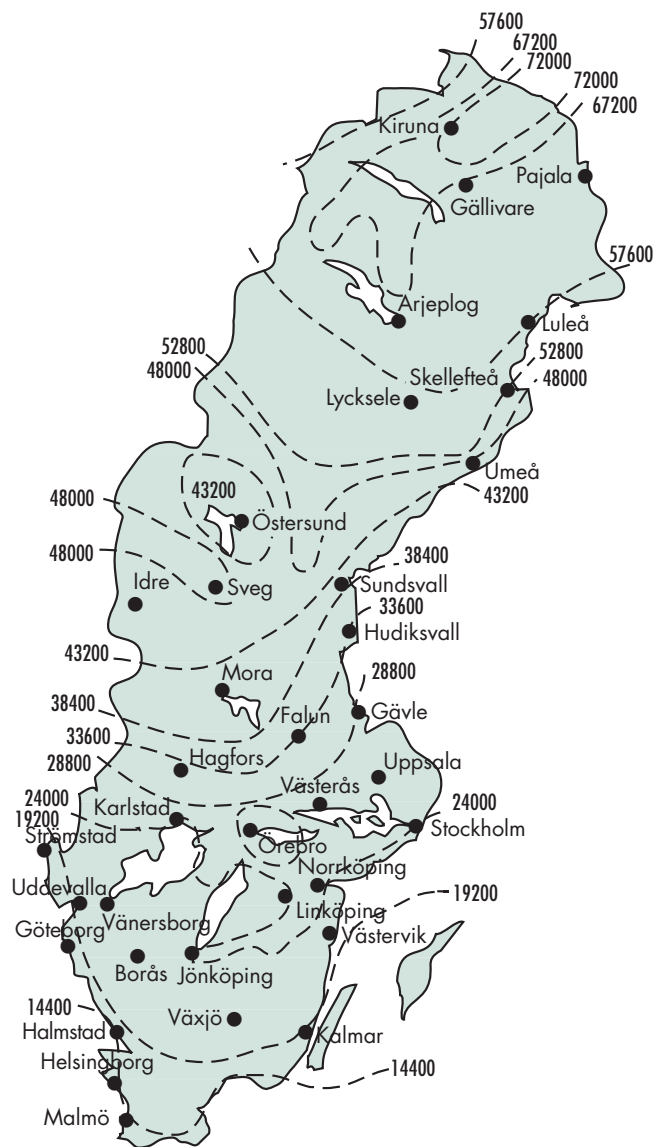 57600
67200
72000
72000
67200
Kiruna
Pajala
Gällivare
57600
Arjeplog
Luleå
52800
48000
Skellefteå
52800
48000
Lycksele
Umeå
43200
43200
48000
Östersund
48000
38400
Idre
Sveg
Sundsvall
33600
Hudiksvall
43200
28800
Mora
38400
Falun
Gävle
33600
Hagfors
28800
Uppsala
Västerås
24000
Karlstad
24000
19200
Strömstad
Örebro
Stockholm
Norrköping
19200
Uddevalla
Linköping
Vänersborg
Göteborg
Västervik
Borås
Jönköping
14400
Växjö
Halmstad
Kalmar
Helsingborg
14400
Malmö